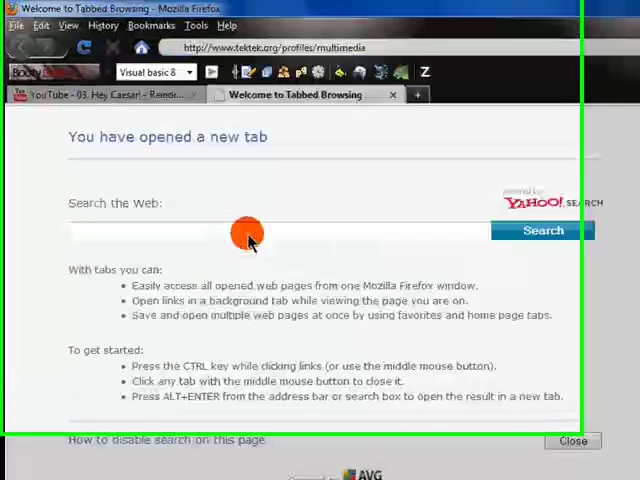 Welcome to Tabbed Browsing - Mozilla Firefox
File Edit View History Bookmarks Tools Help
http://www.tektek.org/profiles/multimedia
Visual basic 8
Z
YouTube - 03. Hey Caesar! -
Welcome to Tabbed Browsing
You have opened a new tab
Search the Web:
powered by
YAHOO! SEARCH
Search
With tabs you can:
• Easily access all opened web pages from one Mozilla Firefox window.
• Open links in a background tab while viewing the page you are on.
• Save and open multiple web pages at once by using favorites and home page tabs.
To get started:
• Press the CTRL key while clicking links (or use the middle mouse button).
• Click any tab with the middle mouse button to close it.
• Press ALT+ENTER from the address bar or search box to open the result in a new tab.
How to disable search on this page
Close
AVG